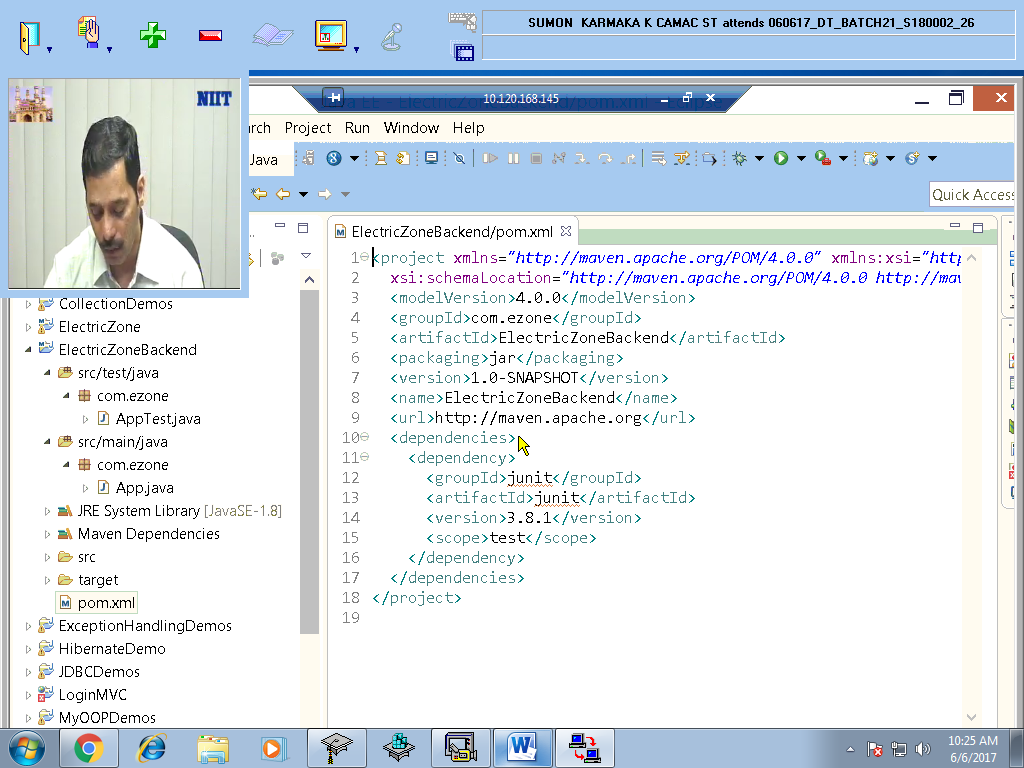 SUMON KARMAKA K CAMAC ST attends 060617_DT_BATCH21_S180002_26
NIIT
10.120.168.145
rch Project Run Window Help
Java
Quick Acces
ElectricZoneBackend/pom.xml
CollectionDemos
ElectricZone
ElectricZoneBackend
src/test/java
com.ezone
AppTest.java
src/main/java
com.ezone
App.java
JRE System Library [JavaSE-1.8]
Maven Dependencies
src
target
pom.xml
ExceptionHandlingDemos
HibernateDemo
JDBCDemos
LoginMVC
MyOOPDemos
1 <project xmlns="http://maven.apache.org/POM/4.0.0" xmlns:xsi="http
2 xsi:schemaLocation="http://maven.apache.org/POM/4.0.0 http://mav
3 <modelVersion>4.0.0</modelVersion>
4 <groupId>com.ezone</groupId>
5 <artifactId>ElectricZoneBackend</artifactId>
6 <packaging>jar</packaging>
7 <version>1.0-SNAPSHOT</version>
8 <name>ElectricZoneBackend</name>
9 <url>http://maven.apache.org</url>
10 <dependencies>
11 <dependency>
12 <groupId>junit</groupId>
13 <artifactId>junit</artifactId>
14 <version>3.8.1</version>
15 <scope>test</scope>
16 </dependency>
17 </dependencies>
18 </project>
19
10:25 AM
6/6/2017